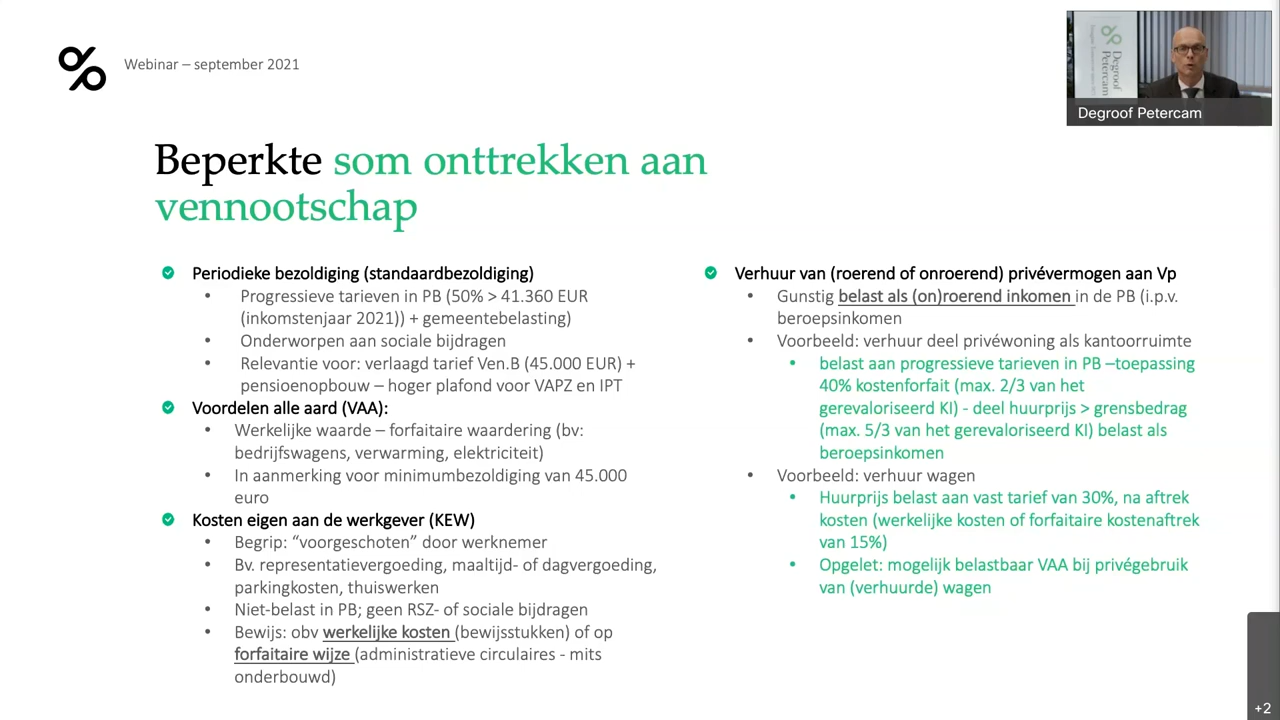 Webinar – september 2021
Degroof
Petercam
Degroof Petercam
Beperkte som onttrekken aan
vennootschap
Periodieke bezoldiging (standaardbezoldiging)
• Progressieve tarieven in PB (50% > 41.360 EUR
(inkomstenjaar 2021)) + gemeentebelasting)
• Onderworpen aan sociale bijdragen
• Relevantie voor: verlaagd tarief Ven.B (45.000 EUR) +
pensioenopbouw – hoger plafond voor VAPZ en IPT
Voordelen alle aard (VAA):
• Werkelijke waarde – forfaitaire waardering (bv:
bedrijfswagens, verwarming, elektriciteit)
• In aanmerking voor minimumbezoldiging van 45.000
euro
Kosten eigen aan de werkgever (KEW)
• Begrip: “voorgeschoten” door werknemer
• Bv. representatievergoeding, maaltijd- of dagvergoeding,
parkingkosten, thuiswerken
• Niet-belast in PB; geen RSZ- of sociale bijdragen
• Bewijs: obv werkelijke kosten (bewijsstukken) of op
forfaitaire wijze (administratieve circulaires - mits
onderbouwd)
Verhuur van (roerend of onroerend) privévermogen aan Vp
• Gunstig belast als (on)roerend inkomen in de PB (i.p.v.
beroepsinkomen)
• Voorbeeld: verhuur deel privéwoning als kantoorruimte
• belast aan progressieve tarieven in PB –toepassing
40% kostenforfait (max. 2/3 van het
gerevaloriseerd KI) - deel huurprijs > grensbedrag
(max. 5/3 van het gerevaloriseerd KI) belast als
beroepsinkomen
• Voorbeeld: verhuur wagen
• Huurprijs belast aan vast tarief van 30%, na aftrek
kosten (werkelijke kosten of forfaitaire kostenaftrek
van 15%)
• Opgelet: mogelijk belastbaar VAA bij privégebruik
van (verhuurde) wagen
+2